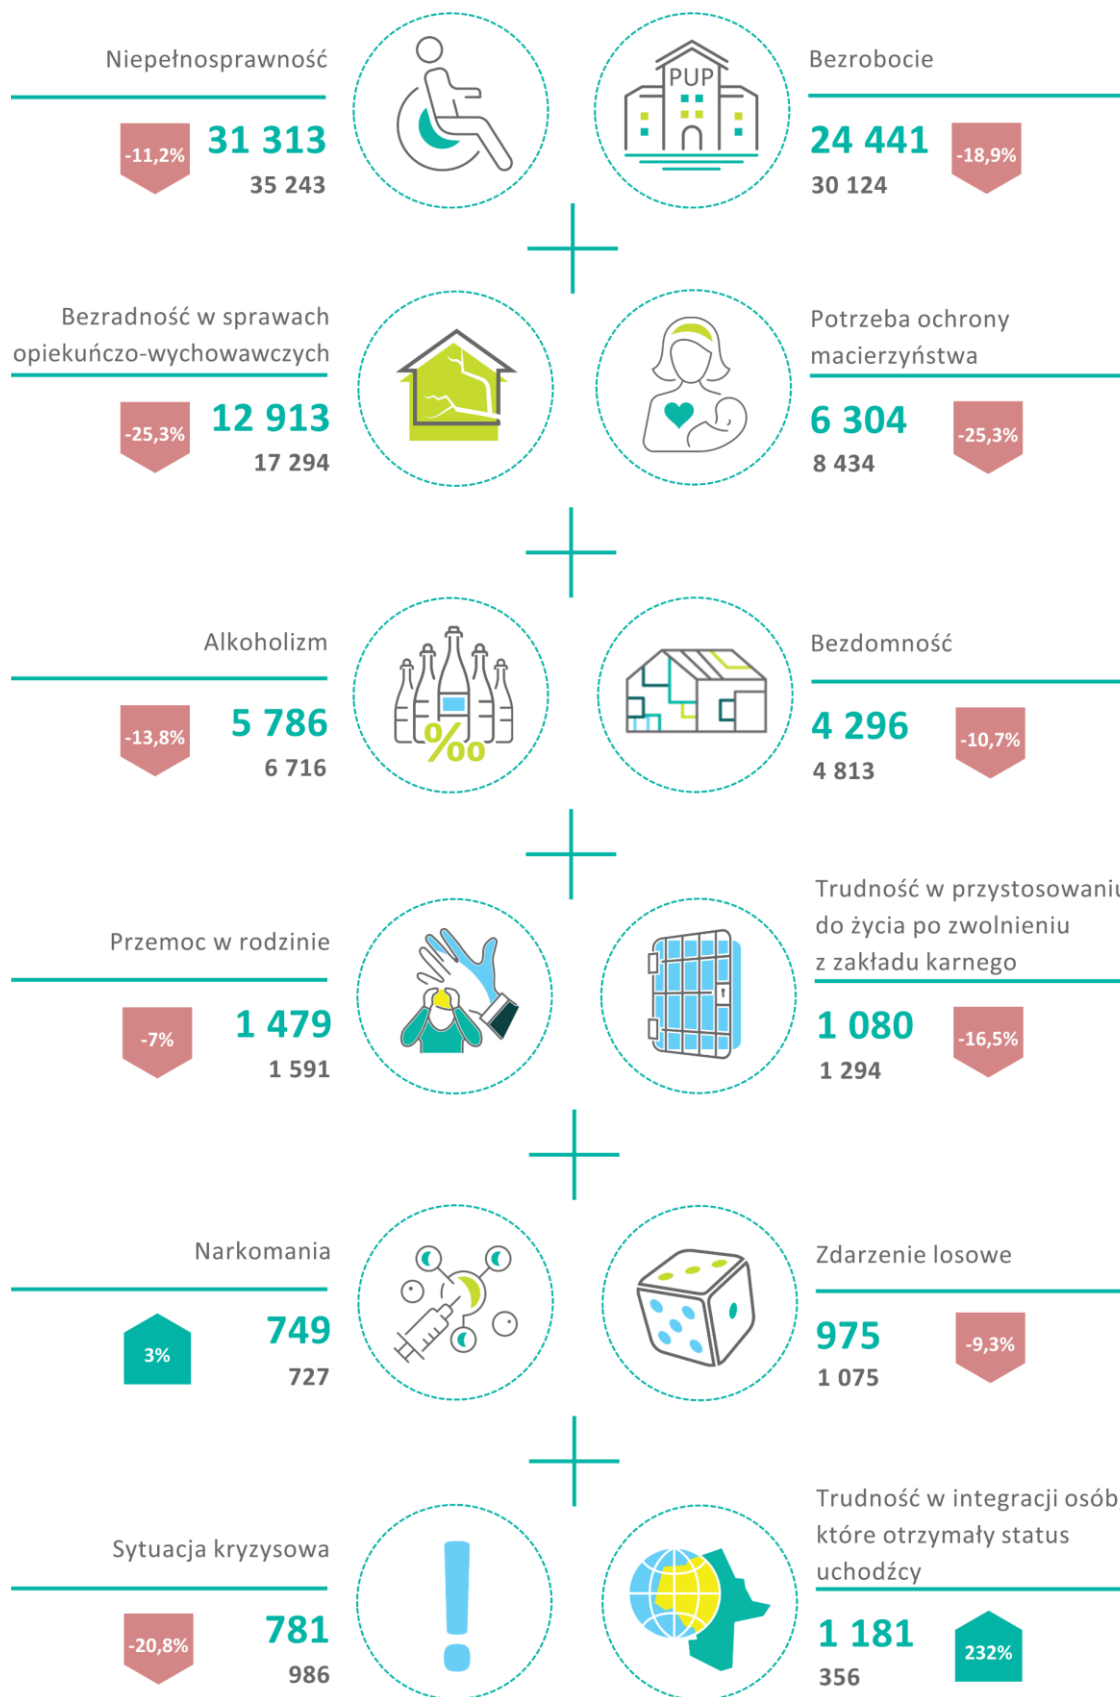 Niepełnosprawność
-11,2%
31 313
35 243
PUP
Bezrobocie
24 441
-18,9%
30 124
Bezradność w sprawach
opiekuńczo-wychowawczych
-25,3%
12 913
17 294
Potrzeba ochrony
macierzyństwa
6 304
-25,3%
8 434
Alkoholizm
-13,8%
5 786
6 716
‰
Bezdomność
4 296
-10,7%
4 813
Przemoc w rodzinie
-7%
1 479
1 591
Trudność w przystosowaniu
do życia po zwolnieniu
z zakładu karnego
1 080
-16,5%
1 294
Narkomania
3%
749
727
Zdarzenie losowe
975
-9,3%
1 075
Sytuacja kryzysowa
-20,8%
781
986
Trudność w integracji osób
które otrzymały status
uchodźcy
1 181
232%
356